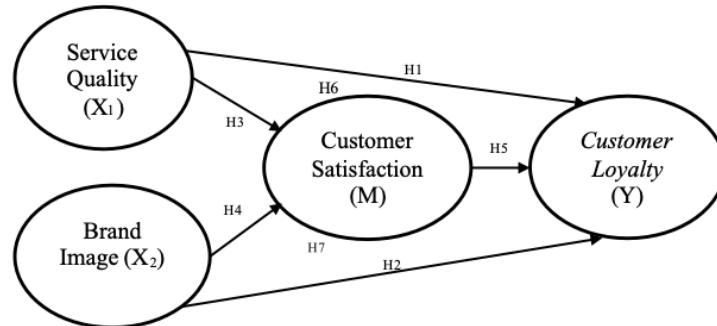 Service
Quality
(X₁)
H1
H6
H3
Customer
Satisfaction
(M)
H5
Customer
Loyalty
(Y)
H4
Brand
Image (X₂)
H7
H2